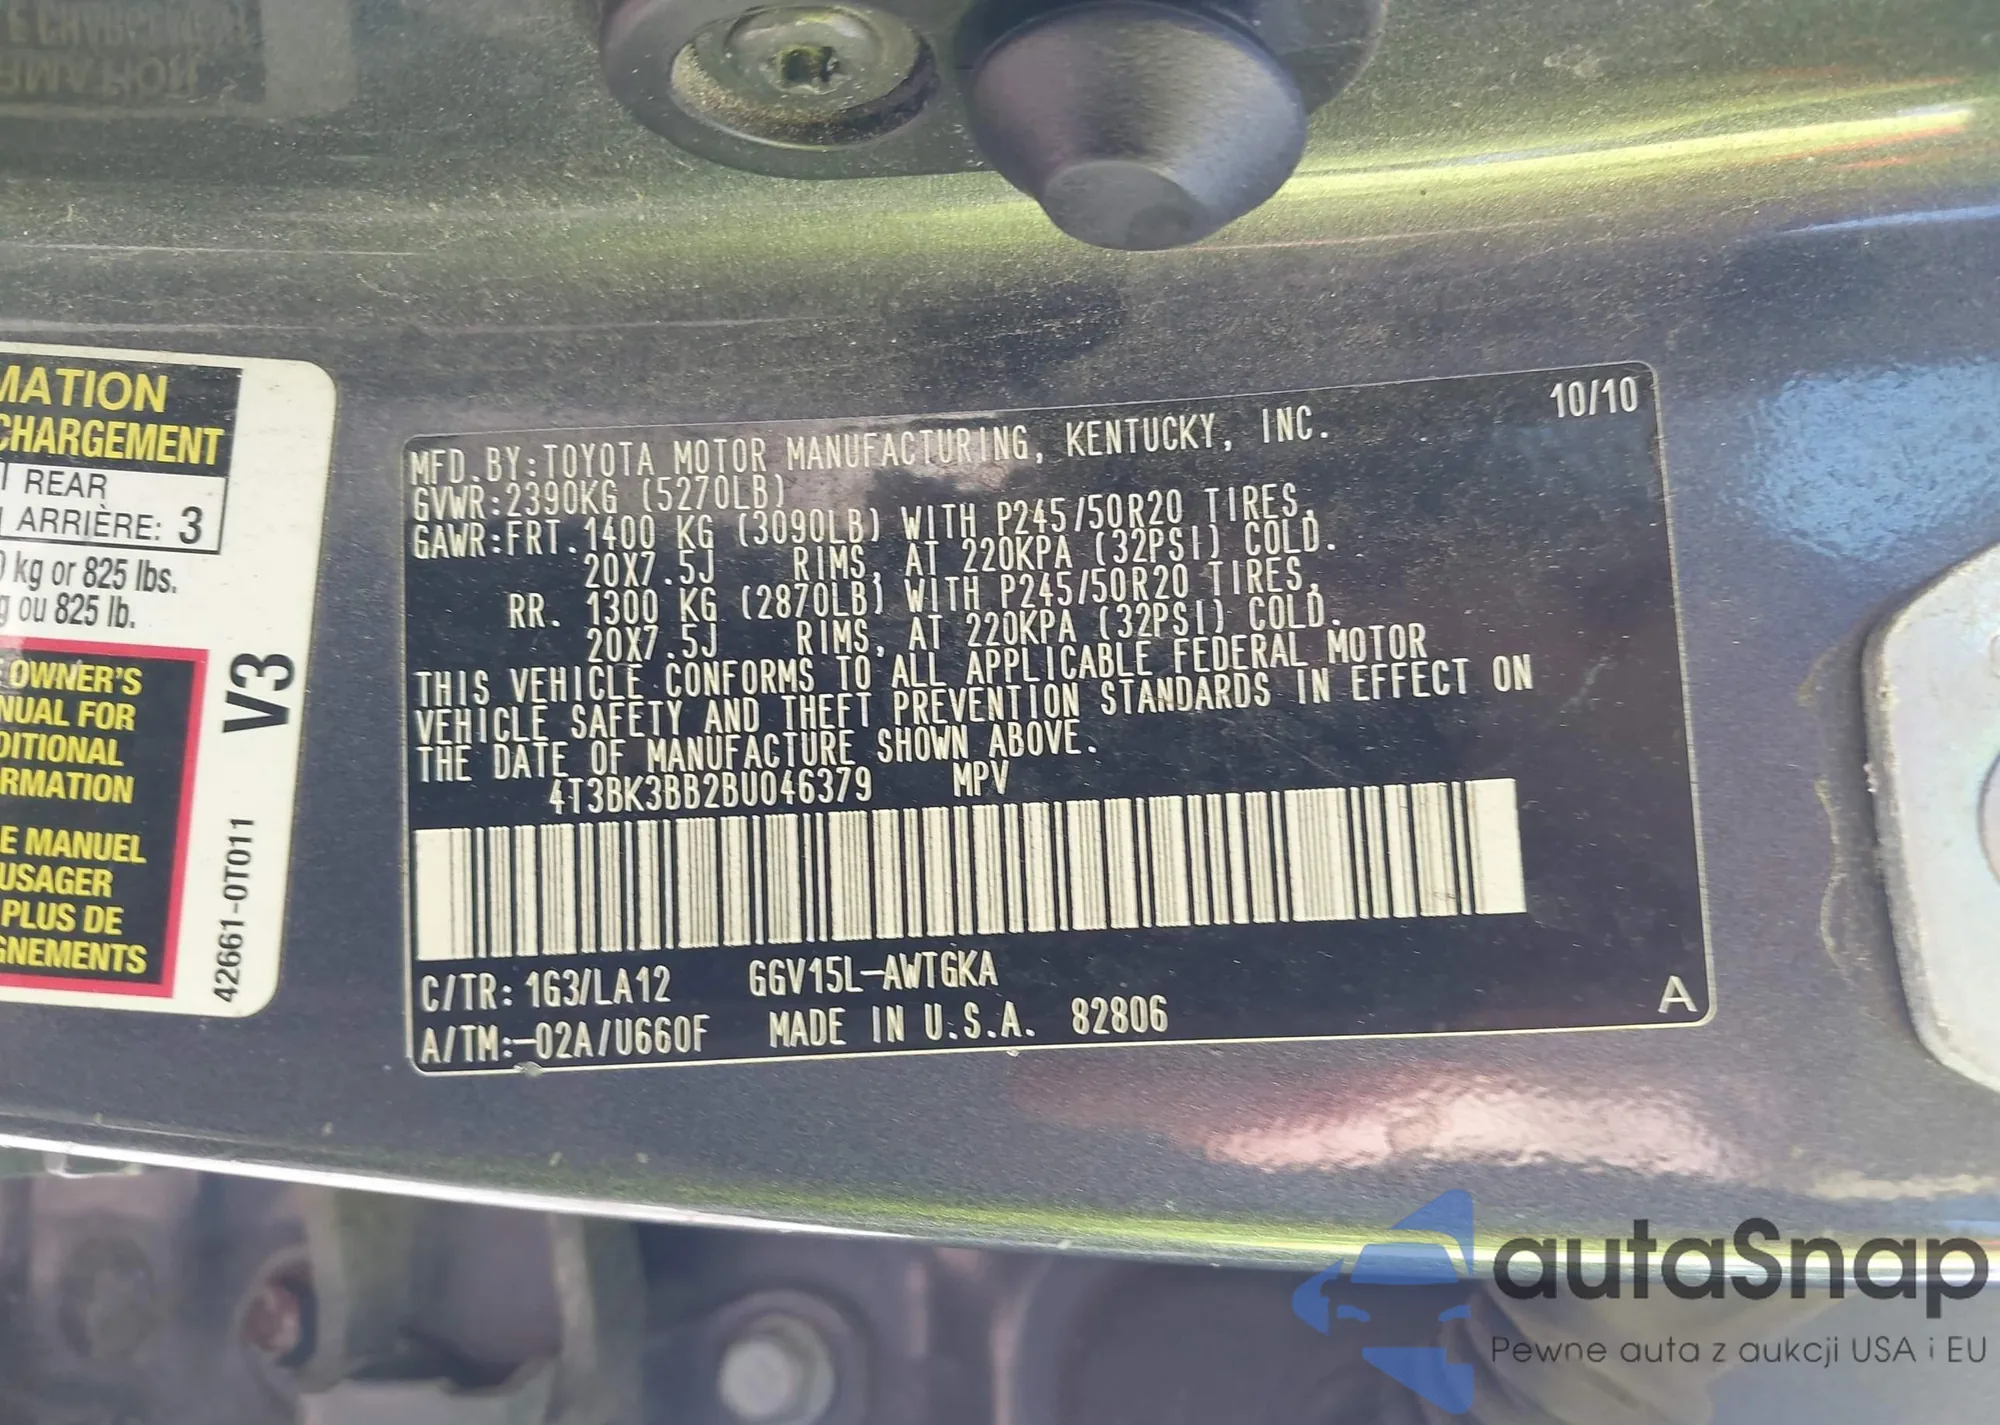 MATION
CHARGEMENT
REAR
ARRIÈRE: 3
kg or 825 lbs.
ou 825 lb.
OWNER'S
NUAL FOR
DITIONAL
RMATION
E MANUEL
USAGER
PLUS DE
GNEMENTS
V3
42661-0T011
10/10
MFD.BY:TOYOTA MOTOR MANUFACTURING, KENTUCKY, INC.
GVWR:2390KG (5270LB)
GAWR:FRT.1400 KG (3090LB) WITH P245/50R20 TIRES,
20X7.5J RIMS, AT 220KPA (32PSI) COLD.
RR. 1300 KG (2870LB) WITH P245/50R20 TIRES,
20X7.5J RIMS, AT 220KPA (32PSI) COLD.
THIS VEHICLE CONFORMS TO ALL APPLICABLE FEDERAL MOTOR
VEHICLE SAFETY AND THEFT PREVENTION STANDARDS IN EFFECT ON
THE DATE OF MANUFACTURE SHOWN ABOVE.
4T3BK3BB2BU046379 MPV
C/TR: 1G3/LA12 GGV15L-AWTGKA
A/TM:-02A/U660F MADE IN U.S.A. 82806
A
autaSnap
Pewne auta z aukcji USA i EU